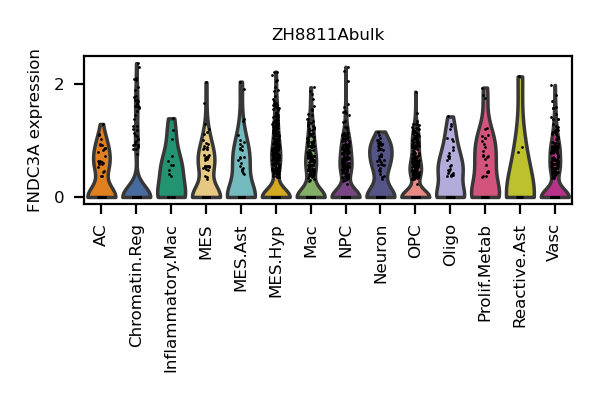 ZH8811Abulk
FNDC3A expression
2
0
AC
Chromatin.Reg
Inflammatory.Mac
MES
MES.Ast
MES.Hyp
Mac
NPC
Neuron
OPC
Oligo
Prolif.Metab
Reactive.Ast
Vasc